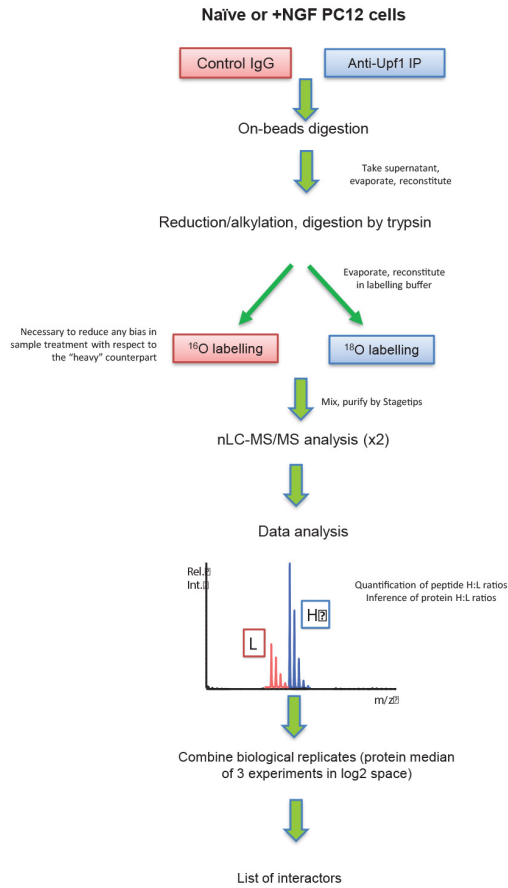 Naïve or +NGF PC12 cells
Control IgG
Anti-Upf1 IP
On-beads digestion
Take supernatant,
evaporate, reconstitute
Reduction/alkylation, digestion by trypsin
Evaporate, reconstitute
in labelling buffer
Necessary to reduce any bias in
sample treatment with respect to
the “heavy” counterpart
¹⁶O labelling
¹⁸O labelling
Mix, purify by Stagetips
nLC-MS/MS analysis (x2)
Data analysis
Rel.
Int.
Quantification of peptide H:L ratios
Inference of protein H:L ratios
H
L
m/z
Combine biological replicates (protein median
of 3 experiments in log2 space)
List of interactors